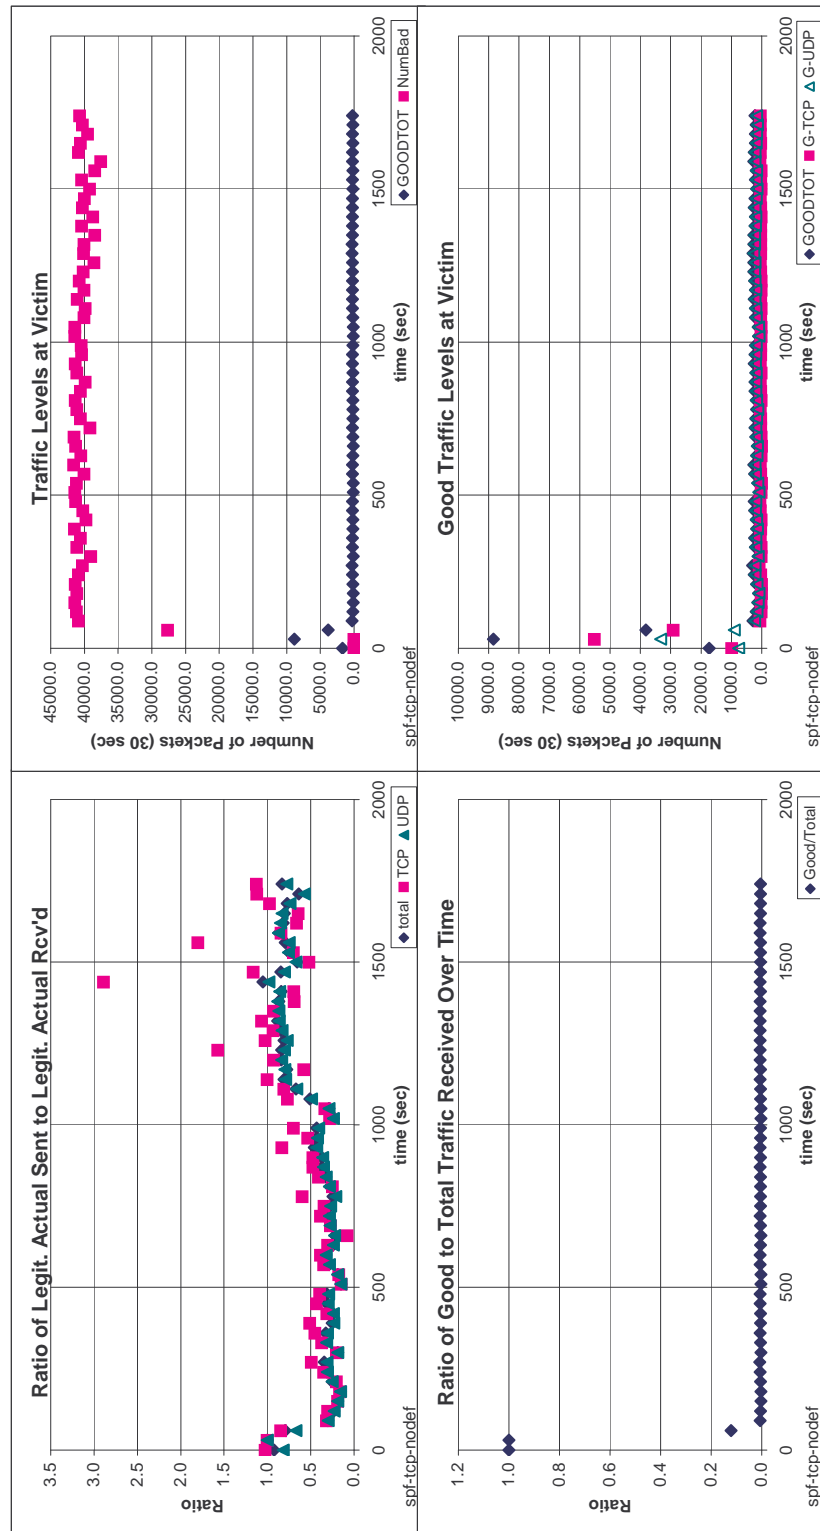 Ratio of Legit. Actual Sent to Legit. Actual Rcv'd
3.5
3.0
2.5
2.0
1.5
1.0
0.5
0.0
Ratio
0
500
1000
1500
2000
time (sec)
spf-tcp-nodef
total TCP UDP
Traffic Levels at Victim
45000.0
40000.0
35000.0
30000.0
25000.0
20000.0
15000.0
10000.0
5000.0
0.0
Number of Packets (30 sec)
0
500
1000
1500
2000
time (sec)
spf-tcp-nodef
GOODTOT NumBad
Ratio of Good to Total Traffic Received Over Time
1.2
1.0
0.8
0.6
0.4
0.2
0.0
Ratio
0
500
1000
1500
2000
time (sec)
spf-tcp-nodef
Good/Total
Good Traffic Levels at Victim
10000.0
9000.0
8000.0
7000.0
6000.0
5000.0
4000.0
3000.0
2000.0
1000.0
0.0
Number of Packets (30 sec)
0
500
1000
1500
2000
time (sec)
spf-tcp-nodef
GOODTOT G-TCP G-UDP